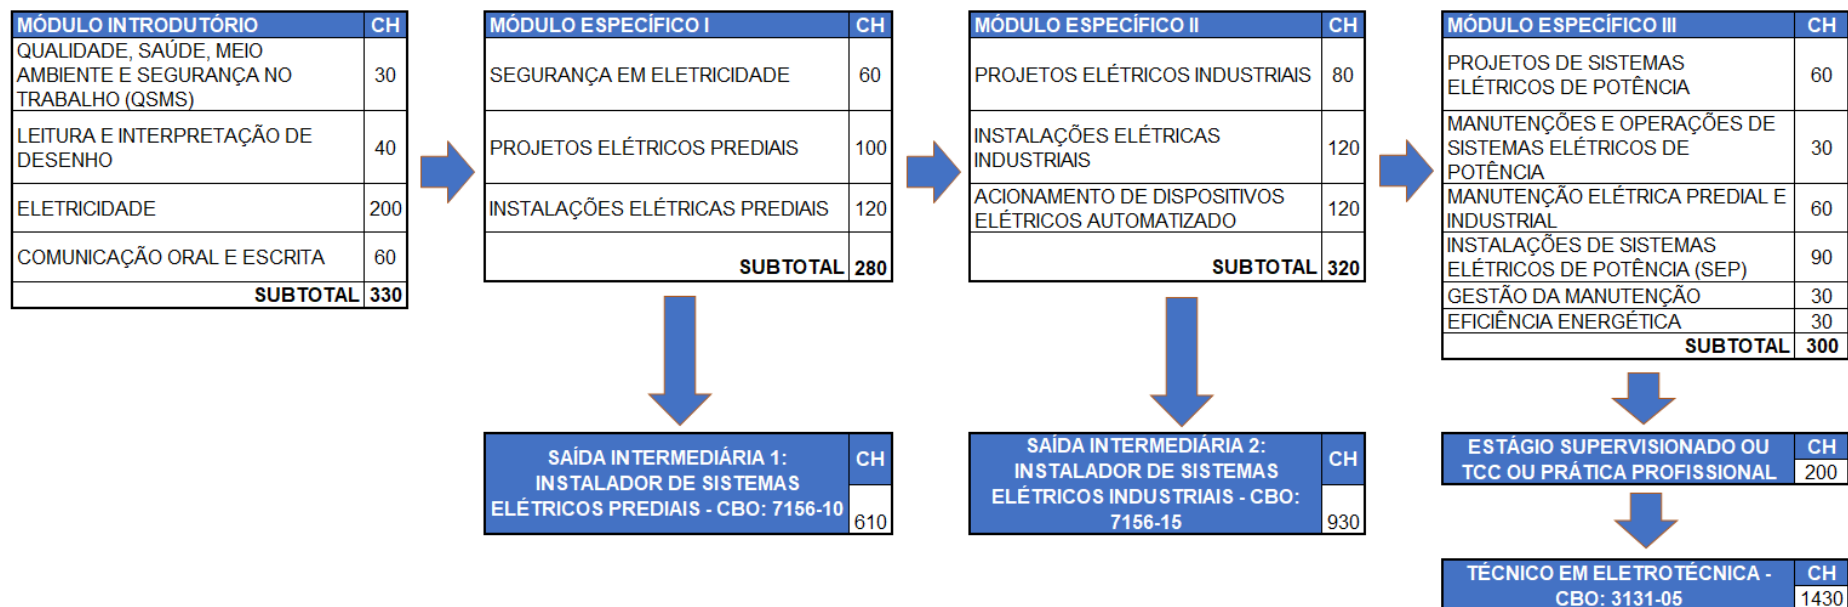 MÓDULO INTRODUTÓRIO CH
QUALIDADE, SAÚDE, MEIO
AMBIENTE E SEGURANÇA NO
TRABALHO (QSMS)
30
LEITURA E INTERPRETAÇÃO DE
DESENHO
40
ELETRICIDADE 200
COMUNICAÇÃO ORAL E ESCRITA 60
SUBTOTAL 330
MÓDULO ESPECÍFICO I CH
SEGURANÇA EM ELETRICIDADE 60
PROJETOS ELÉTRICOS PREDIAIS 100
INSTALAÇÕES ELÉTRICAS PREDIAIS 120
SUBTOTAL 280
SAÍDA INTERMEDIÁRIA 1:
INSTALADOR DE SISTEMAS
ELÉTRICOS PREDIAIS - CBO: 7156-10
CH
610
MÓDULO ESPECÍFICO II CH
PROJETOS ELÉTRICOS INDUSTRIAIS 80
INSTALAÇÕES ELÉTRICAS
INDUSTRIAIS
120
ACIONAMENTO DE DISPOSITIVOS
ELÉTRICOS AUTOMATIZADO
120
SUBTOTAL 320
SAÍDA INTERMEDIÁRIA 2:
INSTALADOR DE SISTEMAS
ELÉTRICOS INDUSTRIAIS - CBO:
7156-15
CH
930
MÓDULO ESPECÍFICO III CH
PROJETOS DE SISTEMAS
ELÉTRICOS DE POTÊNCIA
60
MANUTENÇÕES E OPERAÇÕES DE
SISTEMAS ELÉTRICOS DE
POTÊNCIA
30
MANUTENÇÃO ELÉTRICA PREDIAL E
INDUSTRIAL
60
INSTALAÇÕES DE SISTEMAS
ELÉTRICOS DE POTÊNCIA (SEP)
90
GESTÃO DA MANUTENÇÃO 30
EFICIÊNCIA ENERGÉTICA 30
SUBTOTAL 300
ESTÁGIO SUPERVISIONADO OU
TCC OU PRÁTICA PROFISSIONAL
CH
200
TÉCNICO EM ELETROTÉCNICA -
CBO: 3131-05
CH
1430